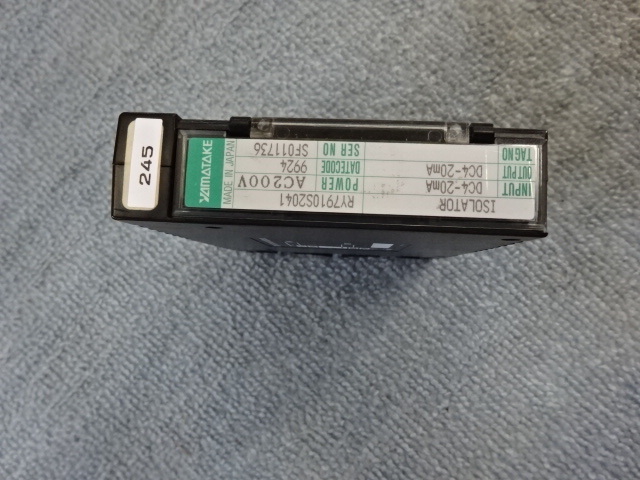 ISOLATOR RY7910S2041
INPUT DC4-20mA POWER AC200V
OUTPUT DC4-20mA DATECODE 9924
TAGNO SER NO SF011736
YAMATAKE
MADE IN JAPAN
245